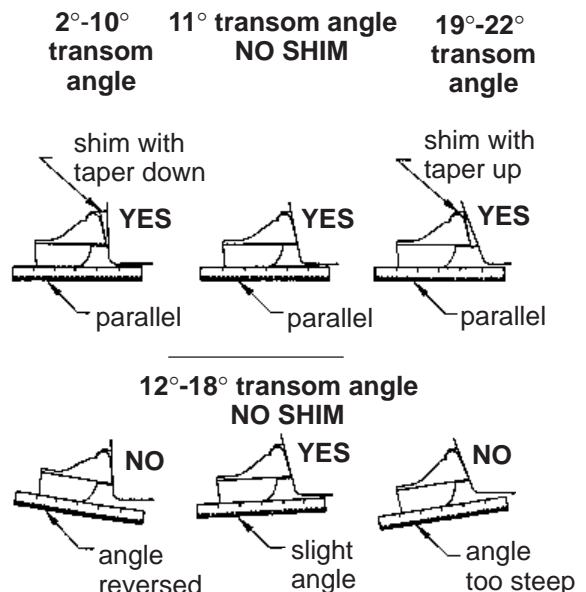 2°-10°
transom
angle
11° transom angle
NO SHIM
19°-22°
transom
angle
shim with
taper down
shim with
taper up
YES
YES
YES
parallel
parallel
parallel
12°-18° transom angle
NO SHIM
NO
YES
NO
angle
reversed
slight
angle
angle
too steep